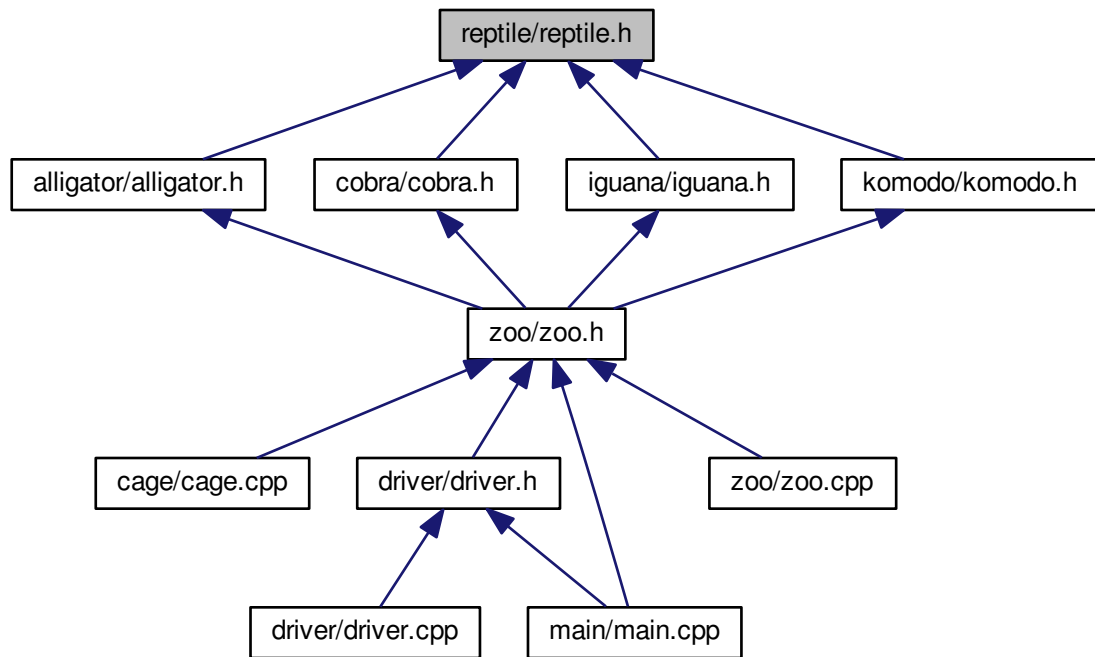 reptile/reptile.h
alligator/alligator.h
cobra/cobra.h
iguana/iguana.h
komodo/komodo.h
zoo/zoo.h
cage/cage.cpp
driver/driver.h
zoo/zoo.cpp
driver/driver.cpp
main/main.cpp